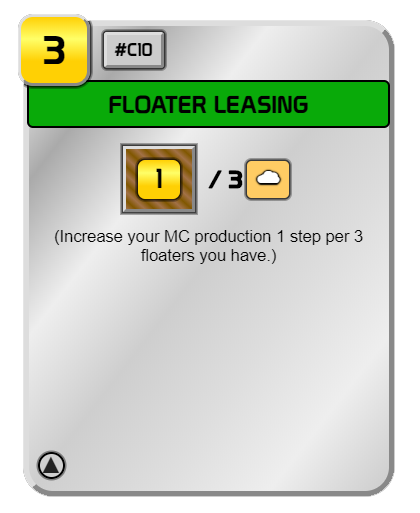 3
#C10
FLOATER LEASING
1 / 3
(Increase your MC production 1 step per 3
floaters you have.)